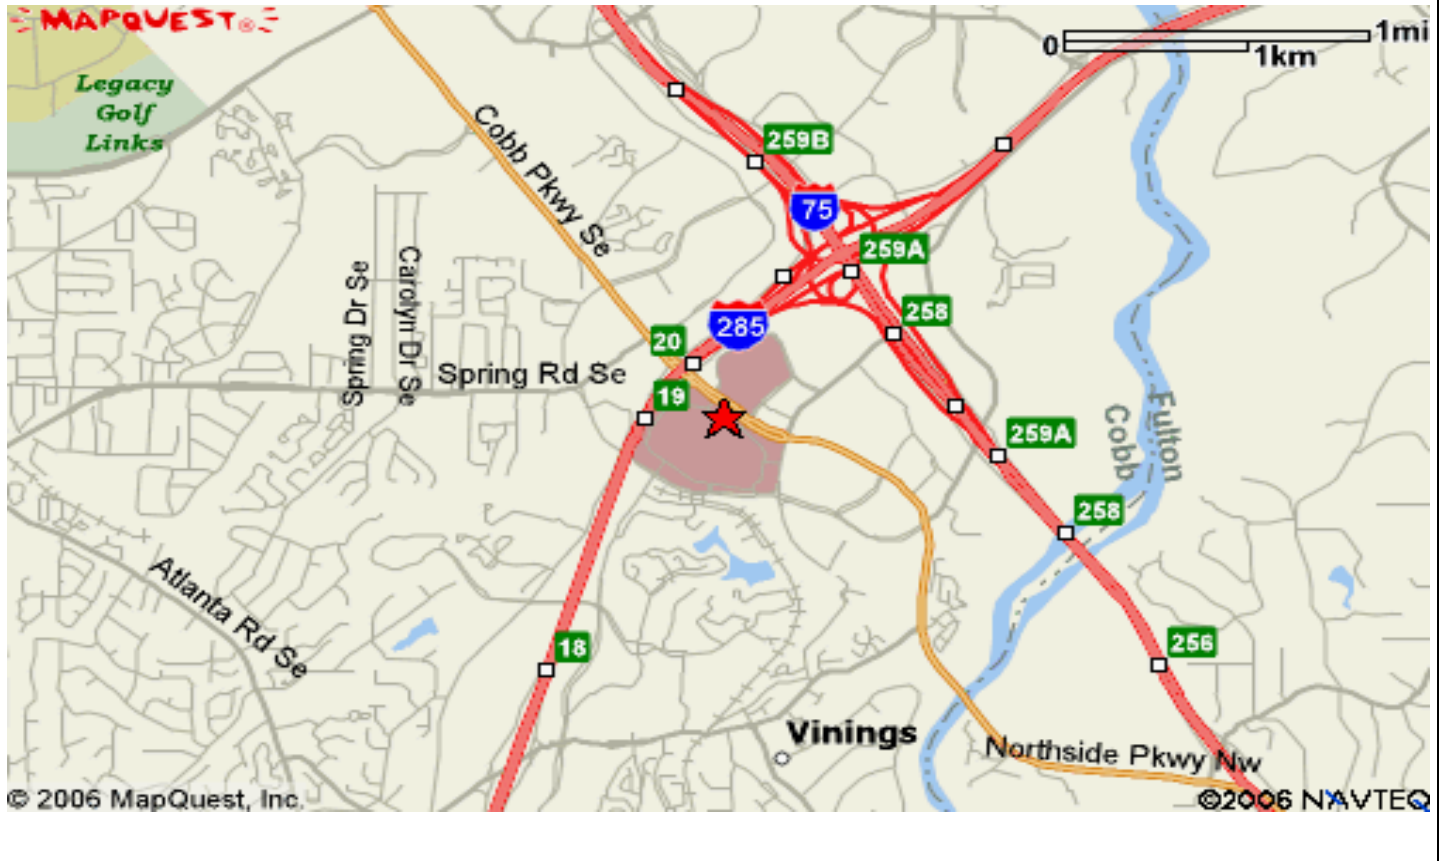 MAPQUEST®
0
1mi
1km
Legacy
Golf
Links
Cobb Pkwy Se
259B
75
259A
258
285
20
Spring Dr Se
Carolyn Dr Se
Spring Rd Se
19
259A
Fulton
Cobb
258
Atlanta Rd Se
18
256
Vinings
Northside Pkwy Nw
© 2006 MapQuest, Inc.
©2006 NAVTEQ